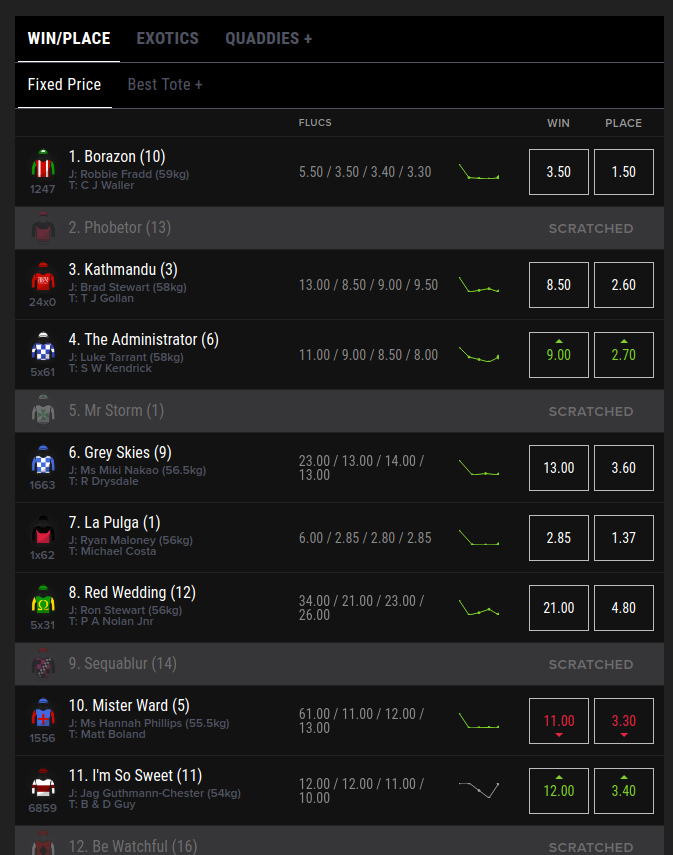 WIN/PLACE EXOTICS QUADDIES +
Fixed Price Best Tote +
FLUCS WIN PLACE
1. Borazon (10)
J: Robbie Fradd (59kg)
T: C J Waller
1247
5.50 / 3.50 / 3.40 / 3.30
3.50 1.50
2. Phobetor (13) SCRATCHED
3. Kathmandu (3)
J: Brad Stewart (58kg)
T: T J Gollan
24x0
13.00 / 8.50 / 9.00 / 9.50
8.50 2.60
4. The Administrator (6)
J: Luke Tarrant (58kg)
T: S W Kendrick
5x61
11.00 / 9.00 / 8.50 / 8.00
9.00 2.70
5. Mr Storm (1) SCRATCHED
6. Grey Skies (9)
J: Ms Miki Nakao (56.5kg)
T: R Drysdale
1663
23.00 / 13.00 / 14.00 /
13.00
13.00 3.60
7. La Pulga (1)
J: Ryan Maloney (56kg)
T: Michael Costa
1x62
6.00 / 2.85 / 2.80 / 2.85
2.85 1.37
8. Red Wedding (12)
J: Ron Stewart (56kg)
T: P A Nolan Jnr
5x31
34.00 / 21.00 / 23.00 /
26.00
21.00 4.80
9. Sequablur (14) SCRATCHED
10. Mister Ward (5)
J: Ms Hannah Phillips (55.5kg)
T: Matt Boland
1556
61.00 / 11.00 / 12.00 /
13.00
11.00 3.30
11. I'm So Sweet (11)
J: Jag Guthmann-Chester (54kg)
T: B & D Guy
6859
12.00 / 12.00 / 11.00 /
10.00
12.00 3.40
12. Be Watchful (16) SCRATCHED